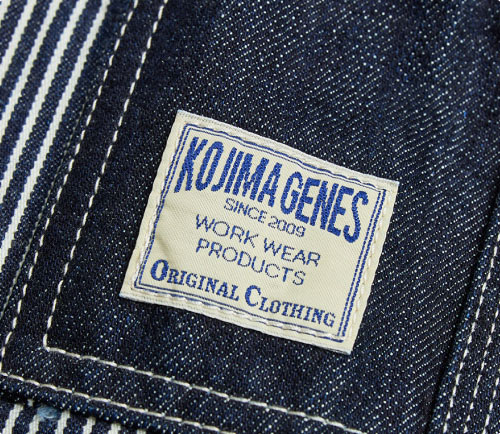 KOJIMA GENES
SINCE 2009
WORK WEAR
PRODUCTS
ORIGINAL CLOTHING